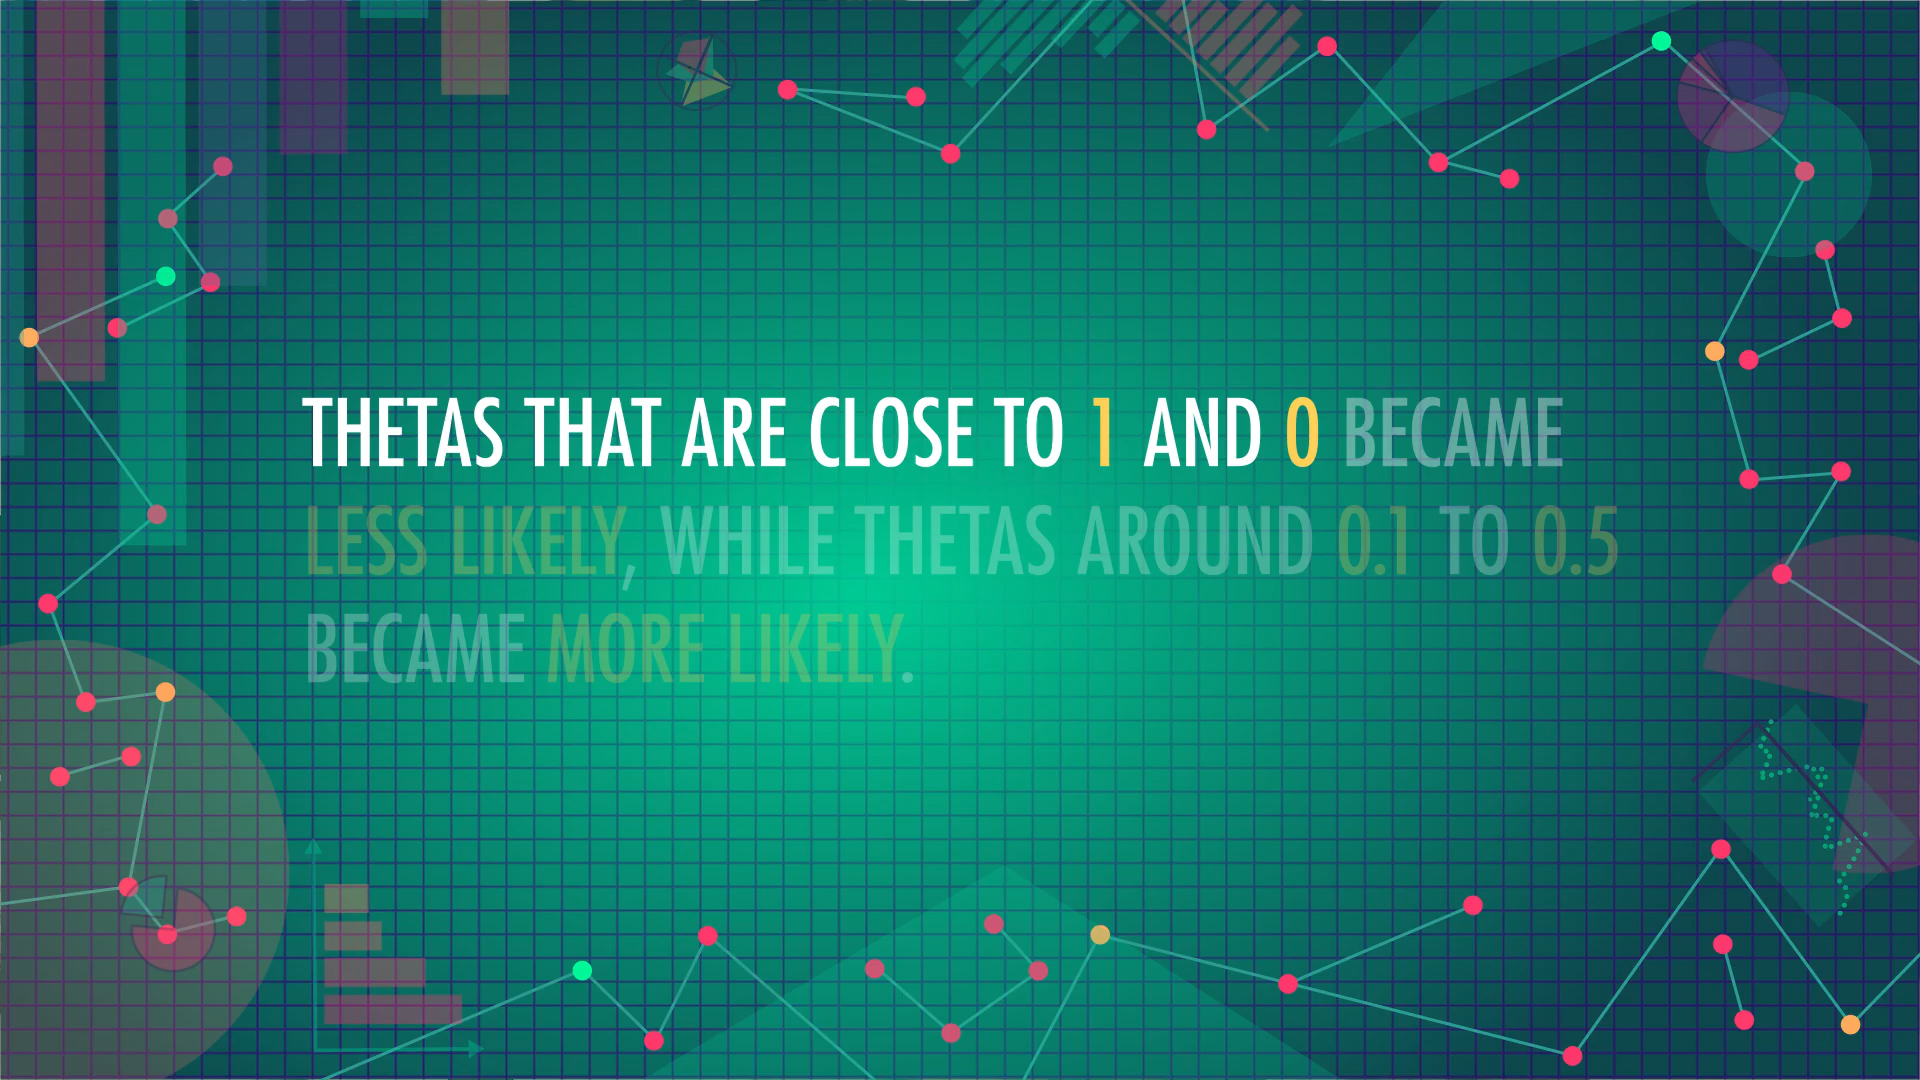 THETAS THAT ARE CLOSE TO 1 AND 0 BECAME
LESS LIKELY, WHILE THETAS AROUND 0.1 TO 0.5
BECAME MORE LIKELY.